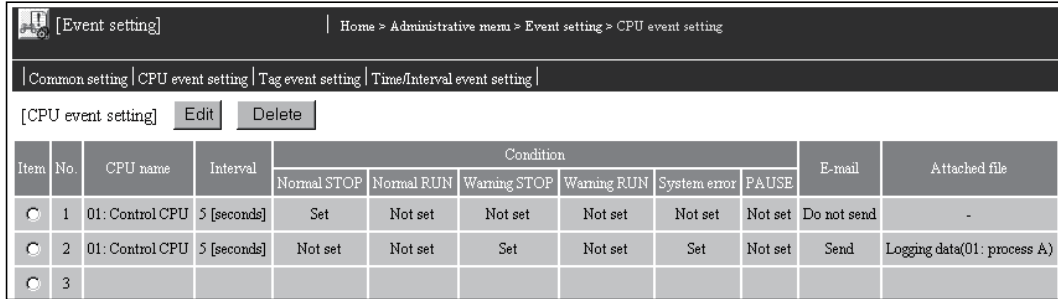 [Event setting] | Home > Administrative menu > Event setting > CPU event setting
| Common setting | CPU event setting | Tag event setting | Time/Interval event setting |
[CPU event setting] Edit Delete
Item No. CPU name Interval Condition E-mail Attached file
Normal STOP Normal RUN Warning STOP Warning RUN System error PAUSE
1 01: Control CPU 5 [seconds] Set Not set Not set Not set Not set Not set Do not send -
2 01: Control CPU 5 [seconds] Not set Not set Set Not set Set Not set Send Logging data(01: process A)
3